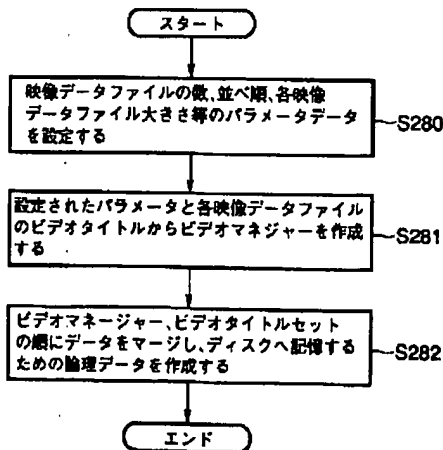 スタート
映像データファイルの数、並べ順、各映像
データファイル大きさ等のパラメータデータ
を設定する
S280
設定されたパラメータと各映像データファイル
のビデオタイトルからビデオマネジャーを作成
する
S281
ビデオマネージャー、ビデオタイトルセット
の順にデータをマージし、ディスクへ記憶する
ための論理データを作成する
S282
エンド